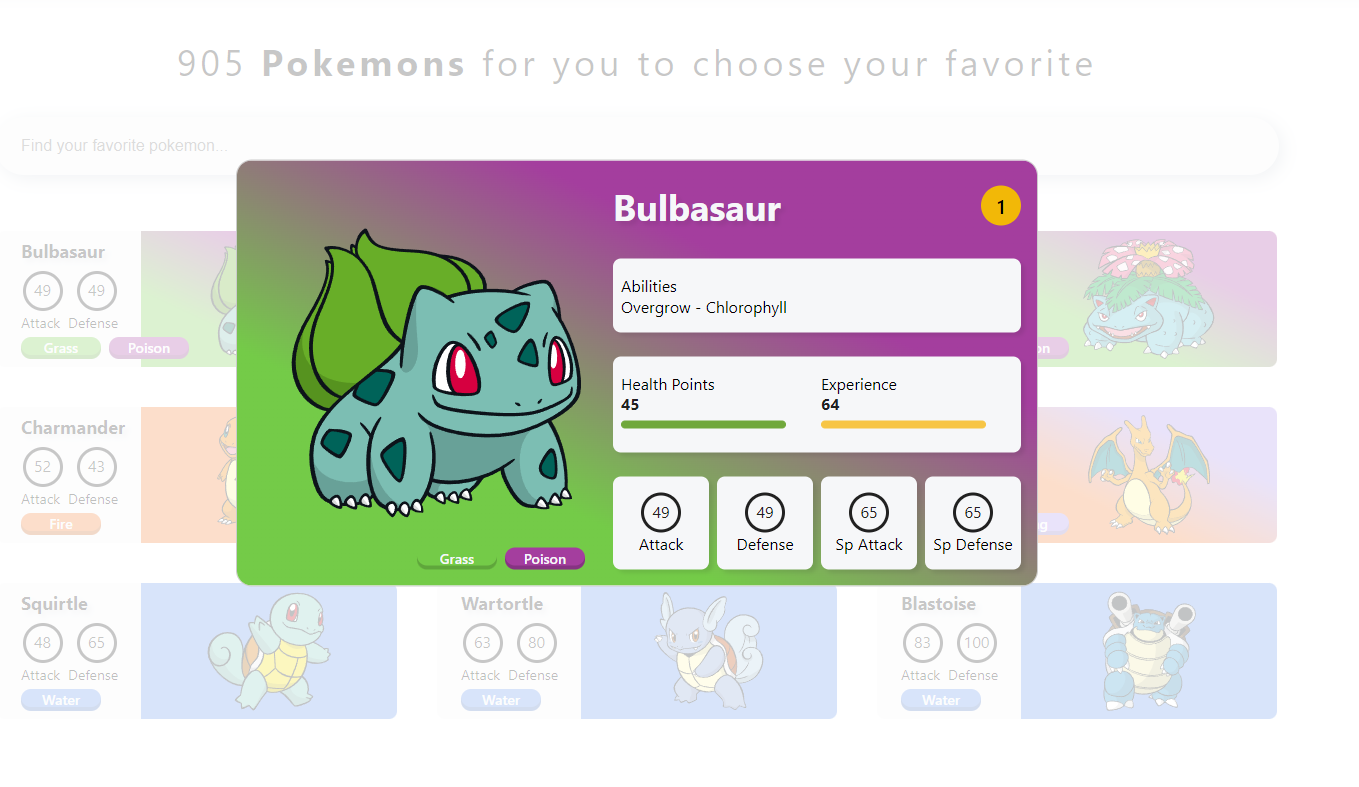 905 Pokemons for you to choose your favorite
Find your favorite pokemon...
Bulbasaur
49 49
Attack Defense
Grass Poison
Bulbasaur
1
Abilities
Overgrow - Chlorophyll
Health Points Experience
45 64
49 49 65 65
Attack Defense Sp Attack Sp Defense
Grass Poison
Charmander
52 43
Attack Defense
Fire
Squirtle
48 65
Attack Defense
Water
Wartortle
63 80
Attack Defense
Water
Blastoise
83 100
Attack Defense
Water